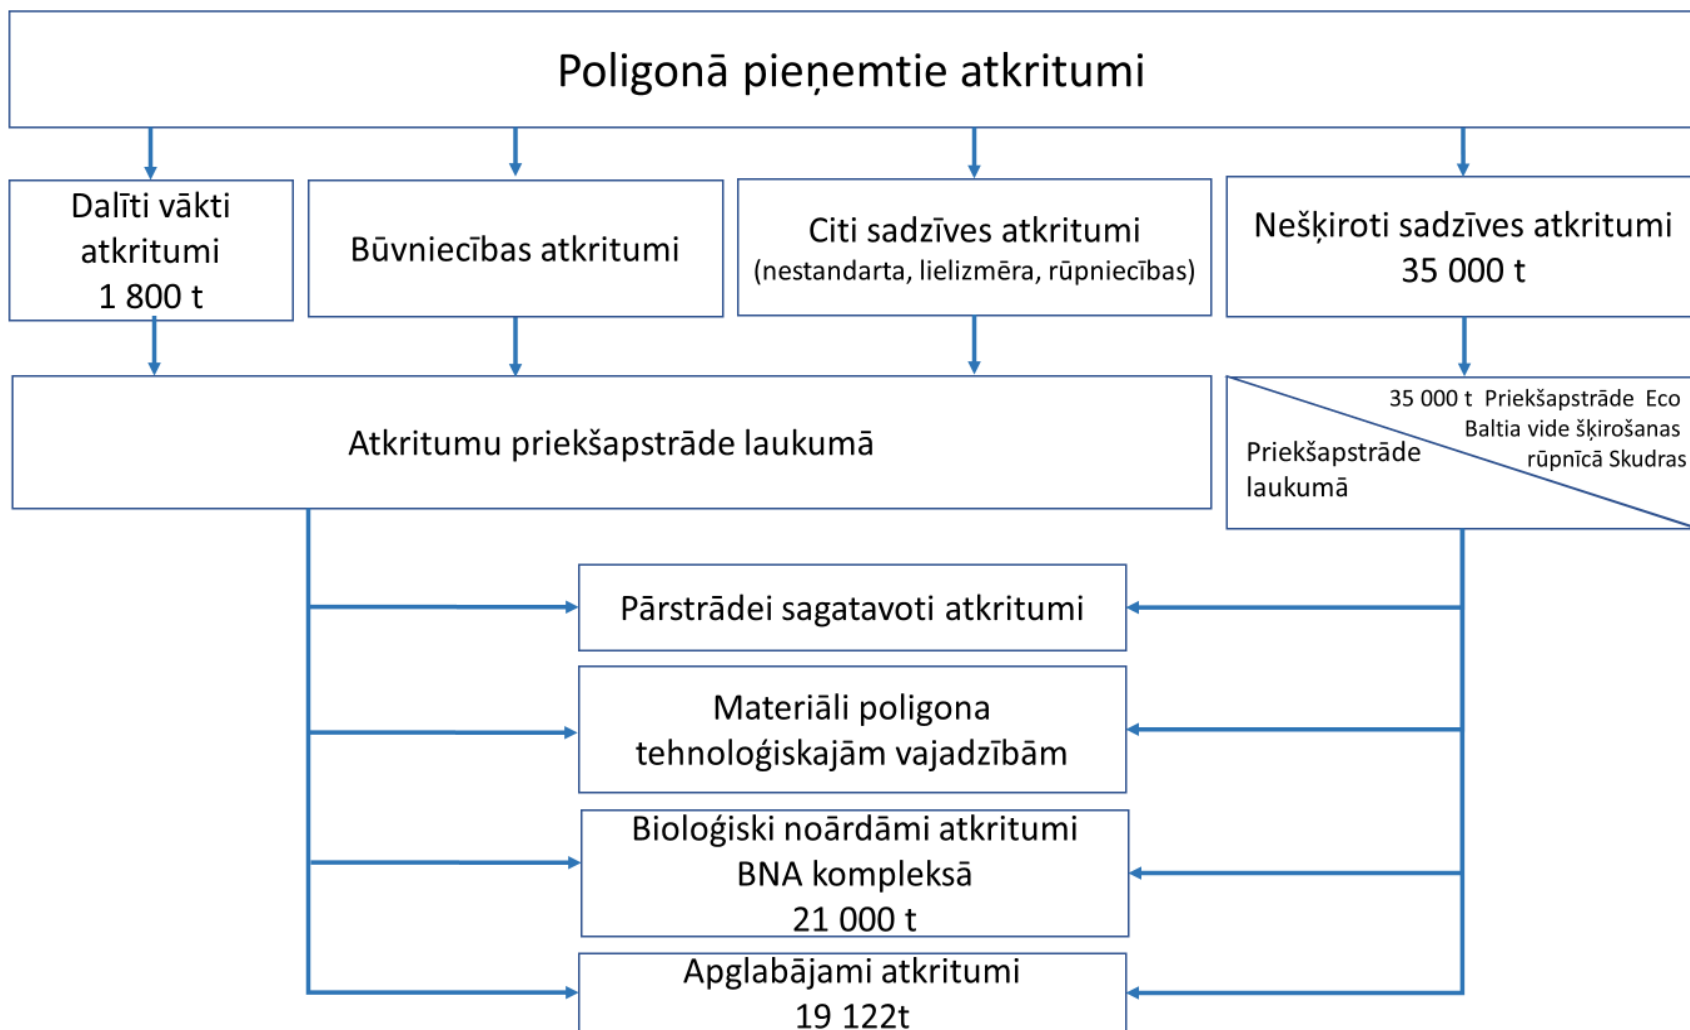 Poligonā pieņemtie atkritumi
Dalīti vākti
atkritumi
1 800 t
Būvniecības atkritumi
Citi sadzīves atkritumi
(nestandarta, lielizmēra, rūpniecības)
Nešķiroti sadzīves atkritumi
35 000 t
Atkritumu priekšapstrāde laukumā
35 000 t Priekšapstrāde Eco
Baltia vide šķirošanas
rūpnīcā Skudras
Priekšapstrāde
laukumā
Pārstrādei sagatavoti atkritumi
Materiāli poligona
tehnoloģiskajām vajadzībām
Bioloģiski noārdāmi atkritumi
BNA kompleksā
21 000 t
Apglabājami atkritumi
19 122t